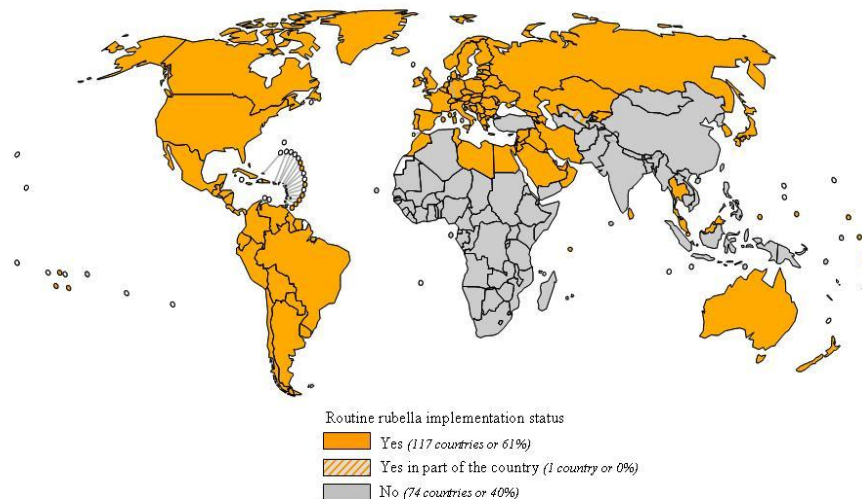 Routine rubella implementation status
Yes (117 countries or 61%)
Yes in part of the country (1 country or 0%)
No (74 countries or 40%)